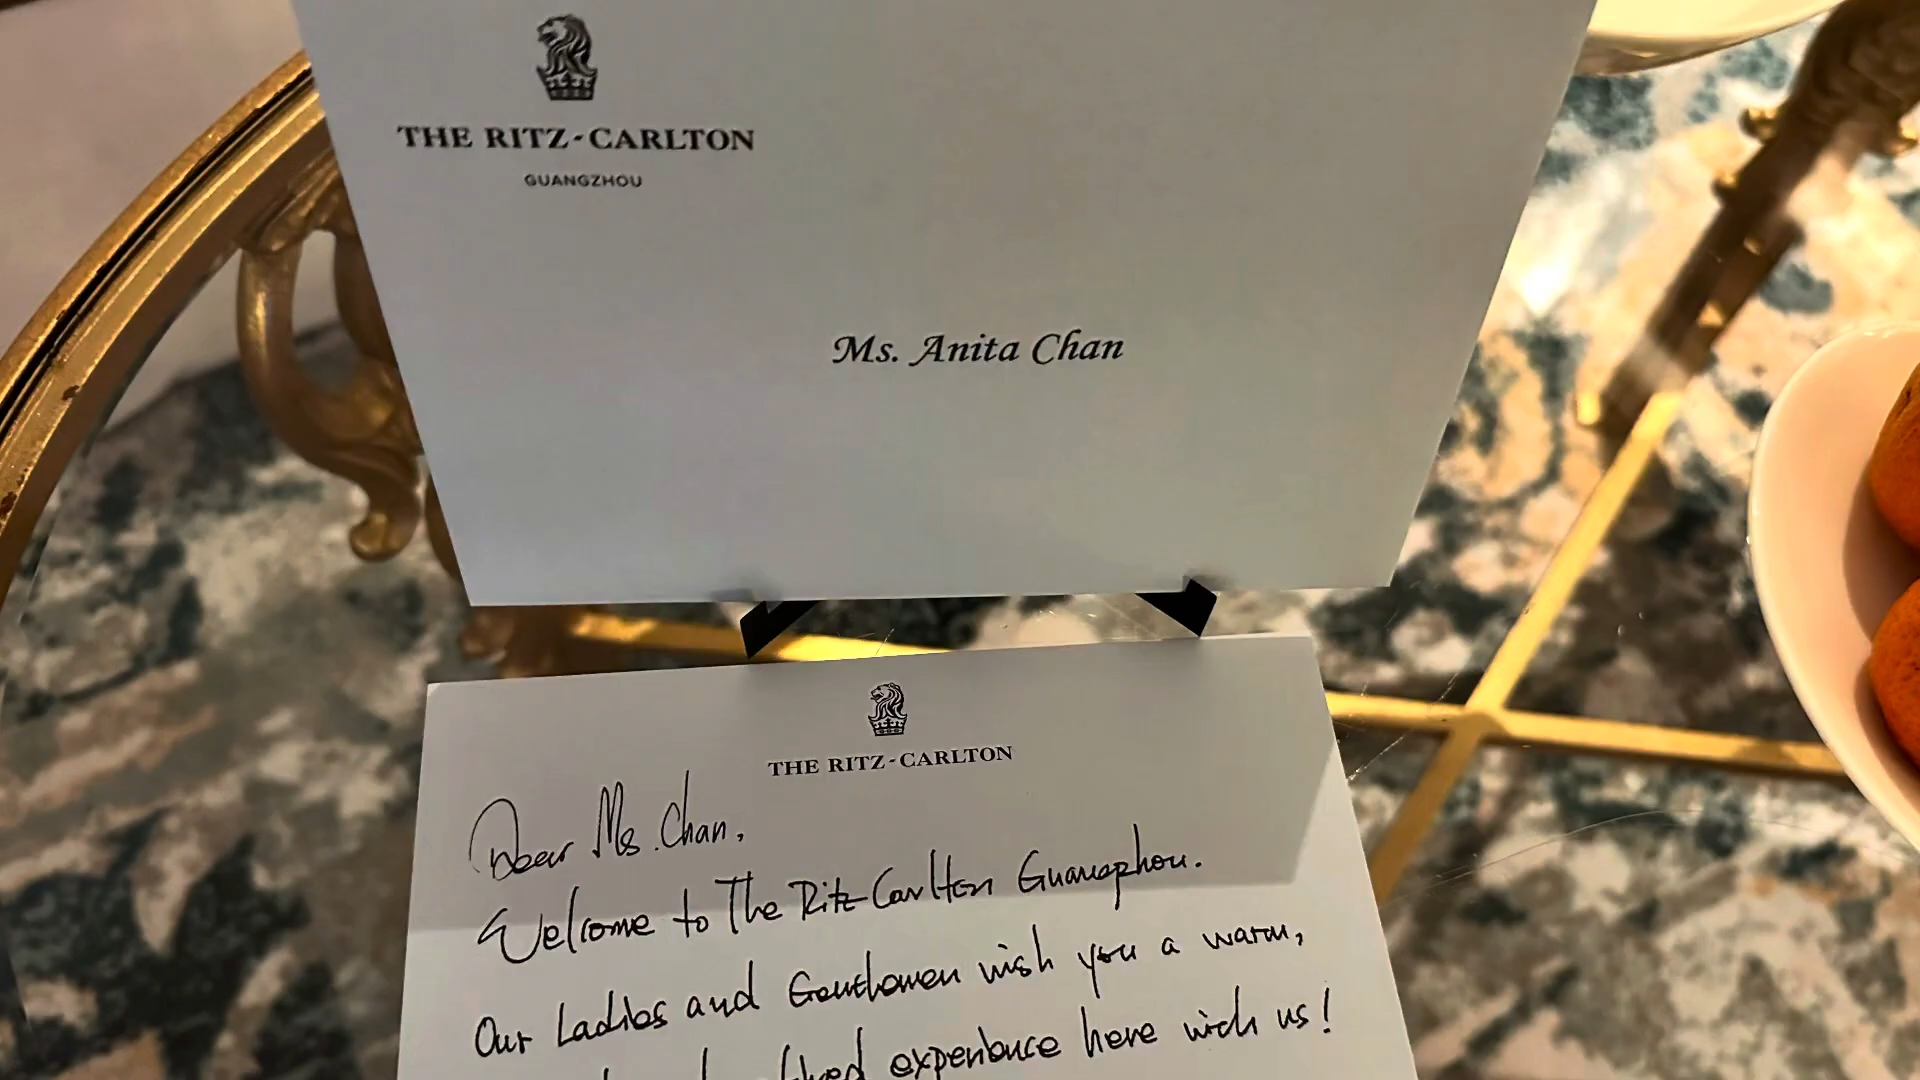 THE RITZ-CARLTON
GUANGZHOU
Ms. Anita Chan
THE RITZ-CARLTON
Dear Ms. Chan,
Welcome to The Ritz-Carlton Guangzhou.
Our Ladies and Gentlemen wish you a warm,
experience here with us!